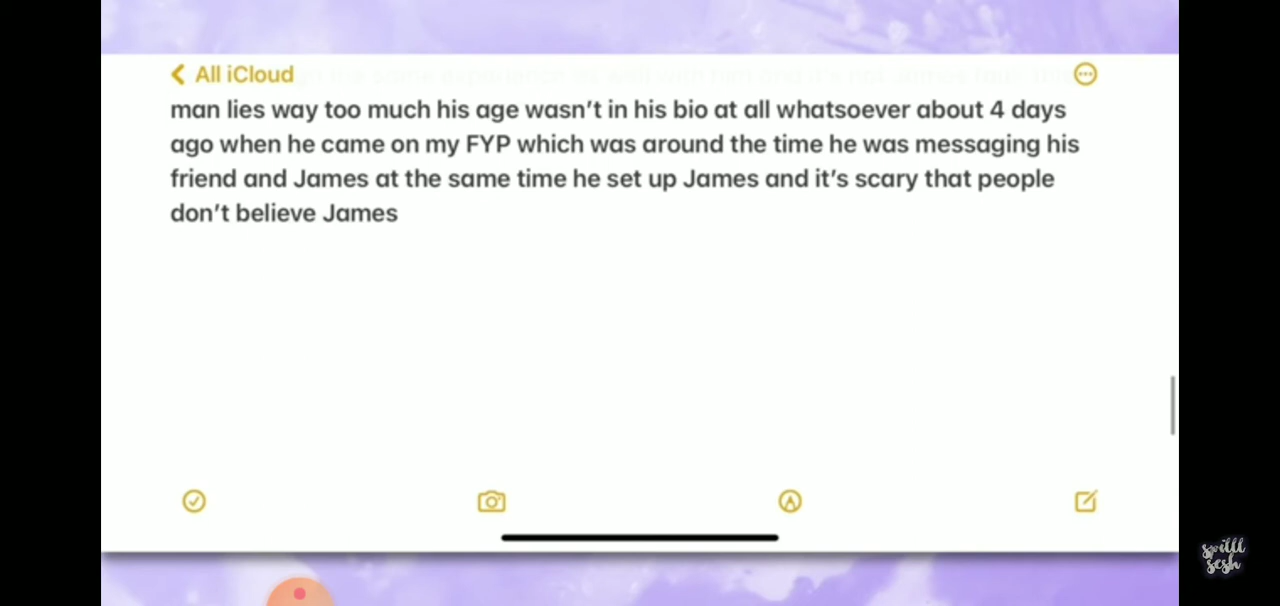 All iCloud
man lies way too much his age wasn't in his bio at all whatsoever about 4 days
ago when he came on my FYP which was around the time he was messaging his
friend and James at the same time he set up James and it's scary that people
don't believe James
spilll
sesh